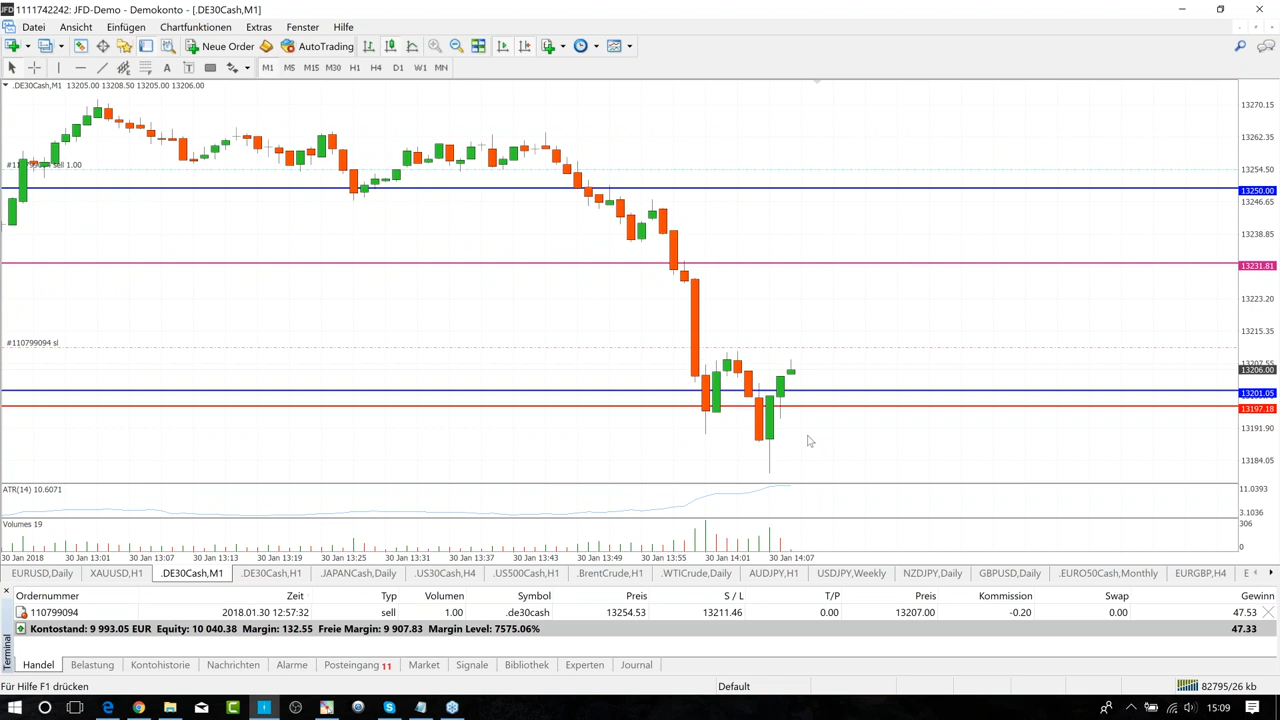 1111742242: JFD-Demo - Demokonto - [.DE30Cash,M1]
Datei Ansicht Einfügen Chartfunktionen Extras Fenster Hilfe
New Order AutoTrading
A T M1 M5 M15 M30 H1 H4 D1 W1 MN
.DE30Cash,M1 13205.00 13208.50 13205.00 13206.00
13270.15
13262.35
sell 1.00
13254.50
13250.00
13246.65
13238.85
13231.81
13223.20
13215.35
#110799094 sl
13207.55
13206.00
13201.05
13197.18
13191.90
13184.05
ATR(14) 10.6071
11.0393
3.1036
Volumes 19
306
0
30 Jan 2018 30 Jan 13:01 30 Jan 13:07 30 Jan 13:13 30 Jan 13:19 30 Jan 13:25 30 Jan 13:31 30 Jan 13:37 30 Jan 13:43 30 Jan 13:49 30 Jan 13:55 30 Jan 14:01 30 Jan 14:07
EURUSD,Daily XAUUSD,H1 .DE30Cash,M1 .DE30Cash,H1 .JAPANCash,Daily .US30Cash,H4 .US500Cash,H1 .BrentCrude,H1 .WTICrude,Daily AUDJPY,H1 USDJPY,Weekly NZDJPY,Daily GBPUSD,Daily .EURO50Cash,Monthly EURGBP,H4 E
Ordernummer Zeit Typ Volumen Symbol Preis S / L T/P Preis Kommission Swap Gewinn
110799094 2018.01.30 12:57:32 sell 1.00 .de30cash 13254.53 13211.46 0.00 13207.00 -0.20 0.00 47.53
Kontostand: 9 993.05 EUR Equity: 10 040.38 Margin: 132.55 Freie Margin: 9 907.83 Margin Level: 7575.06% 47.33
Terminal
Handel Belastung Kontohistorie Nachrichten Alarme Posteingang 11 Market Signale Bibliothek Experten Journal
Für Hilfe F1 drücken Default 82795/26 kb
15:09